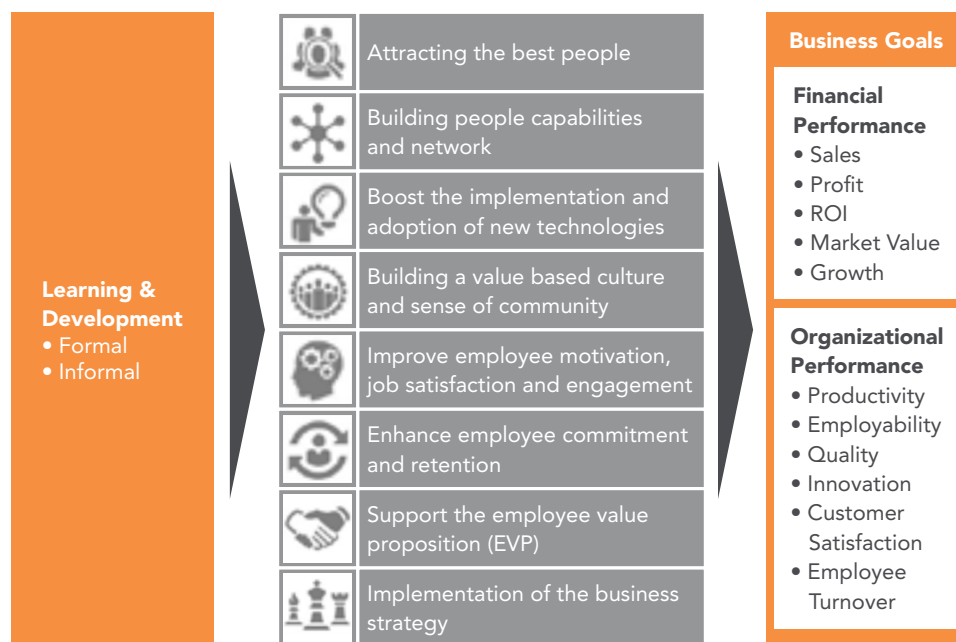 Learning &
Development
• Formal
• Informal
Attracting the best people
Building people capabilities
and network
Boost the implementation and
adoption of new technologies
Building a value based culture
and sense of community
Improve employee motivation,
job satisfaction and engagement
Enhance employee commitment
and retention
Support the employee value
proposition (EVP)
Implementation of the business
strategy
Business Goals
Financial
Performance
• Sales
• Profit
• ROI
• Market Value
• Growth
Organizational
Performance
• Productivity
• Employability
• Quality
• Innovation
• Customer
Satisfaction
• Employee
Turnover